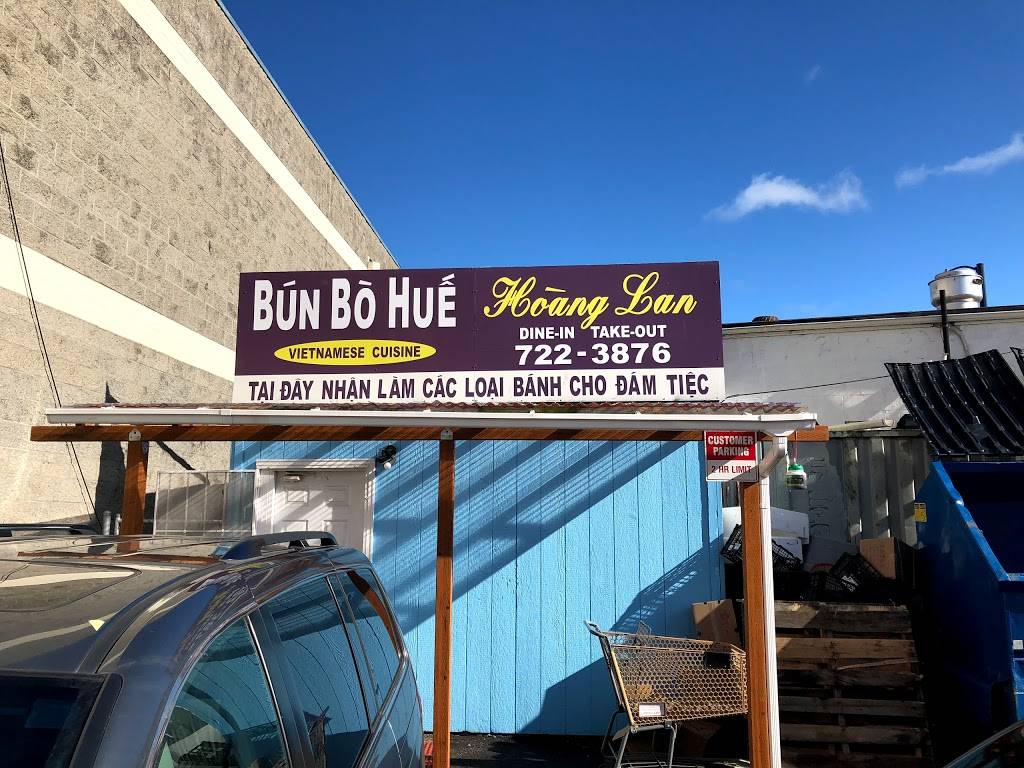 BÚN BÒ HUẾ
VIETNAMESE CUISINE
Hoàng Lan
DINE-IN TAKE-OUT
722-3876
TẠI ĐÂY NHẬN LÀM CÁC LOẠI BÁNH CHO ĐÁM TIỆC
CUSTOMER
PARKING
2 HR LIMIT